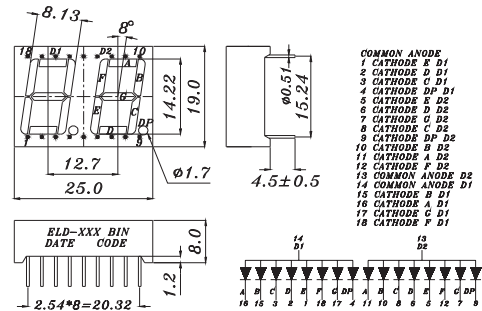 8.13
8°
18 D1 D2 10
A
F B
G
E C
D DP
1 9
14.22
19.0
12.7
ø1.7
25.0
ø0.51
15.24
4.5±0.5
COMMON ANODE
1 CATHODE E D1
2 CATHODE D D1
3 CATHODE C D1
4 CATHODE DP D1
5 CATHODE E D2
6 CATHODE D D2
7 CATHODE G D2
8 CATHODE C D2
9 CATHODE DP D2
10 CATHODE B D2
11 CATHODE A D2
12 CATHODE F D2
13 COMMON ANODE D2
14 COMMON ANODE D1
15 CATHODE B D1
16 CATHODE A D1
17 CATHODE G D1
18 CATHODE F D1
ELD-XXX BIN
DATE CODE
8.0
1.2
2.54*8=20.32
14 13
D1 D2
A B C D E F G DP A B C D E F G DP
16 15 3 2 1 18 17 4 11 10 8 6 5 12 7 9